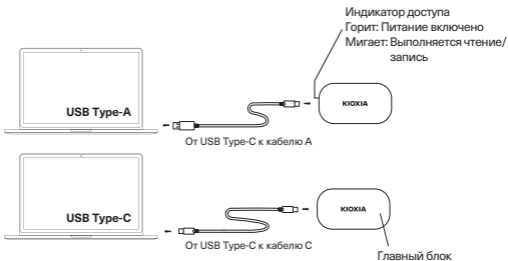 Индикатор доступа
Горит: Питание включено
Мигает: Выполняется чтение/
запись
USB Type-A
KIOXIA
От USB Type-C к кабелю A
USB Type-C
KIOXIA
От USB Type-C к кабелю C
Главный блок